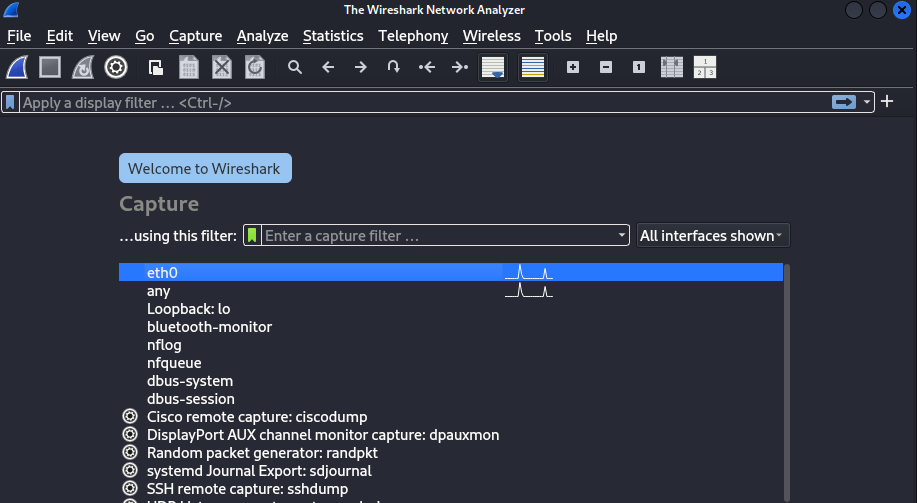 The Wireshark Network Analyzer
File Edit View Go Capture Analyze Statistics Telephony Wireless Tools Help
Apply a display filter … <Ctrl-/>
Welcome to Wireshark
Capture
…using this filter: Enter a capture filter … All interfaces shown
eth0
any
Loopback: lo
bluetooth-monitor
nflog
nfqueue
dbus-system
dbus-session
Cisco remote capture: ciscodump
DisplayPort AUX channel monitor capture: dpauxmon
Random packet generator: randpkt
systemd Journal Export: sdjournal
SSH remote capture: sshdump